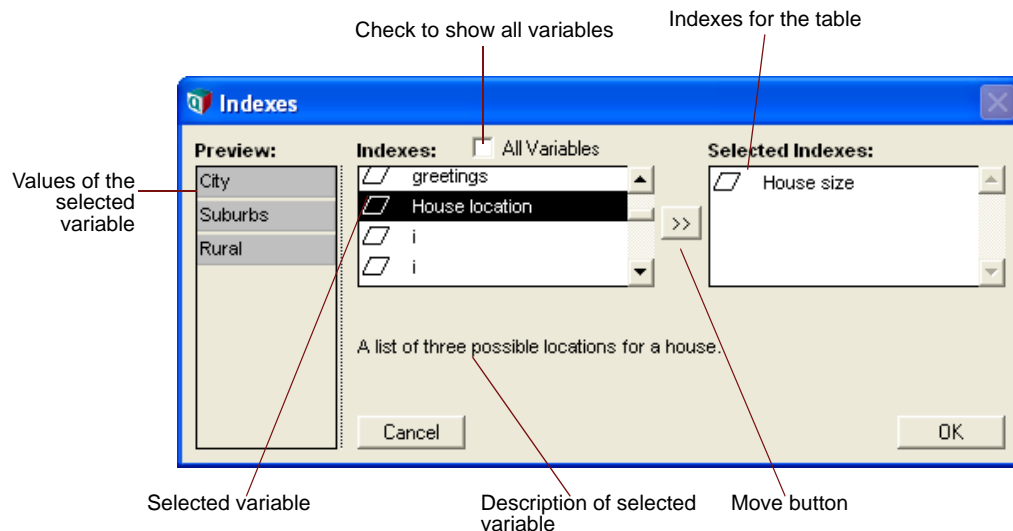 Indexes for the table
Check to show all variables
Indexes
Preview:
Indexes:
All Variables
Selected Indexes:
Values of the
selected
variable
City
Suburbs
Rural
greetings
House location
i
i
>>
House size
A list of three possible locations for a house.
Cancel
OK
Selected variable
Description of selected
variable
Move button